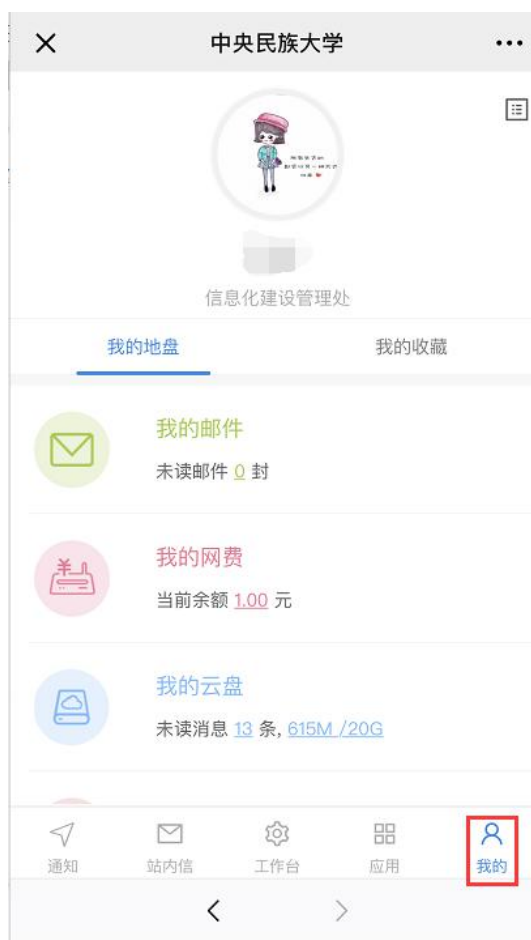 中央民族大学
信息化建设管理处
我的地盘
我的收藏
我的邮件
未读邮件 0 封
我的网费
当前余额 1.00 元
我的云盘
未读消息 13 条, 615M /20G
通知
站内信
工作台
应用
我的